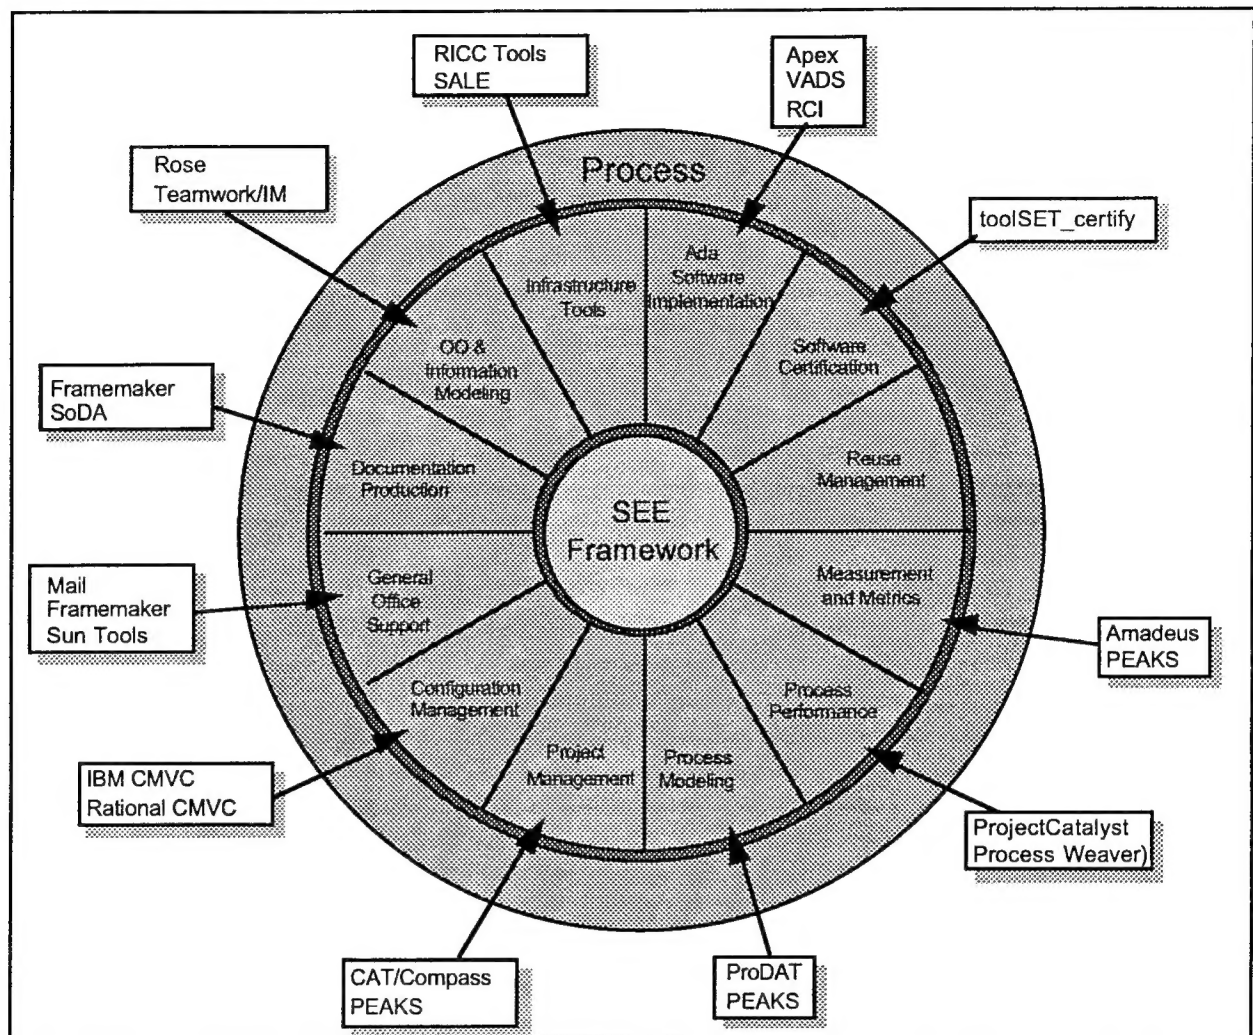 RICC Tools
SALE
Apex
VADS
RCI
Rose
Teamwork/IM
Process
toolSET_certify
Infrastructure
Tools
Ada
Software
Implementation
OO &
Information
Modeling
Software
Certification
Framemaker
SoDA
Documentation
Production
Reuse
Management
SEE
Framework
Mail
Framemaker
Sun Tools
General
Office
Support
Measurement
and Metrics
Amadeus
PEAKS
Configuration
Management
Process
Performance
Project
Management
Process
Modeling
IBM CMVC
Rational CMVC
ProjectCatalyst
Process Weaver)
CAT/Compass
PEAKS
ProDAT
PEAKS